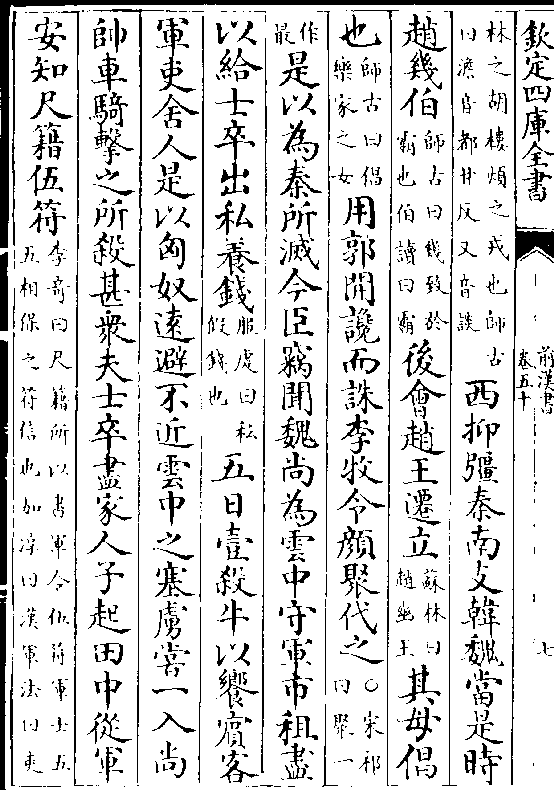 欽定四庫全書
前漢書
卷五十
七
林之胡樓煩之戎也師古
曰澹音都甘反又音談
西抑彊秦南支韓魏當是時
趙幾伯
師古曰幾致於
霸也伯讀曰霸
後會趙王遷立
蘇林曰
趙幽王
其母倡
也
師古曰倡
樂家之女
用郭開讒而誅李牧令顔聚代之
○宋祁
曰聚一
作
最
是以為秦所滅今臣竊聞魏尚為雲中守軍市租盡
以給士卒出私養錢
服虔曰私
假錢也
五日壹殺牛以饗賓客
軍吏舍人是以匈奴逺避不近雲中之塞虜嘗一入尚
帥車騎擊之所殺甚衆夫士卒盡家人子起田中從軍
安知尺籍伍符
李竒曰尺籍所以書軍令伍符軍士五
五相保之符信也如淳曰漢軍法曰吏